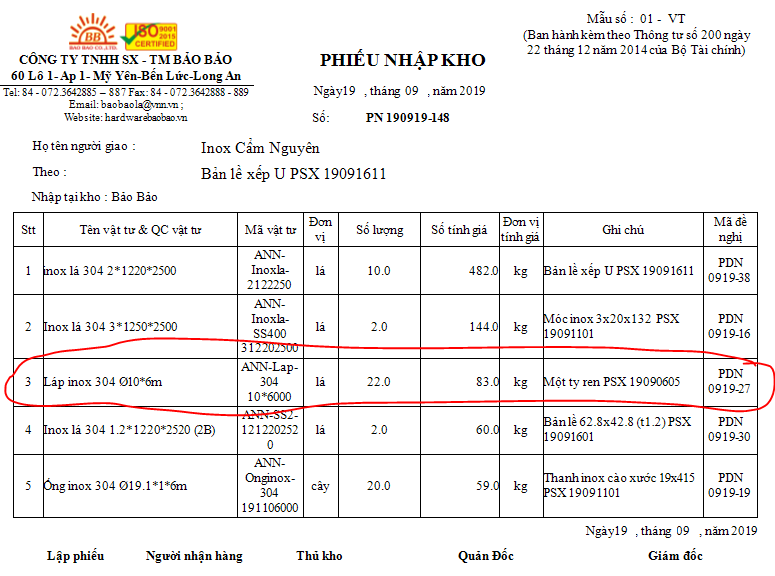 BB
BAO BAO CO.,LTD.
ISO 9001
2015
CERTIFIED
CÔNG TY TNHH SX - TM BẢO BẢO
60 Lô 1- Ap 1- Mỹ Yên-Bến Lức-Long An
Tel: 84 - 072.3642885 – 887 Fax: 84 - 072.3642888 - 889
Email: baobaola@vnn.vn ;
Website: hardwarebaobao.vn
PHIẾU NHẬP KHO
Ngày19 , tháng 09 , năm 2019
Số: PN 190919-148
Mẫu số : 01 - VT
(Ban hành kèm theo Thông tư số 200 ngày
22 tháng 12 năm 2014 của Bộ Tài chính)
Họ tên người giao : Inox Cẩm Nguyên
Theo : Bản lề xếp U PSX 19091611
Nhập tại kho : Bảo Bảo
Stt Tên vật tư & QC vật tư Mã vật tư Đơn vị Số lượng Số tính giá Đơn vị tính giá Ghi chú Mã đề nghị
1 inox lá 304 2*1220*2500 ANN-Inoxla-2122250 lá 10.0 482.0 kg Bản lề xếp U PSX 19091611 PDN 0919-38
2 Inox lá 304 3*1250*2500 ANN-Inoxla-SS400 312202500 lá 2.0 144.0 kg Móc inox 3x20x132 PSX 19091101 PDN 0919-16
3 Láp inox 304 Ø10*6m ANN-Lap-304 10*6000 lá 22.0 83.0 kg Một ty ren PSX 19090605 PDN 0919-27
4 Inox lá 304 1.2*1220*2520 (2B) ANN-SS2-1212202520 lá 2.0 60.0 kg Bản lề 62.8x42.8 (t1.2) PSX 19091601 PDN 0919-30
5 Ống inox 304 Ø19.1*1*6m ANN-Onginox-304 191106000 cây 20.0 59.0 kg Thanh inox cào xước 19x415 PSX 19091101 PDN 0919-19
Ngày19 , tháng 09 , năm 2019
Lập phiếu Người nhận hàng Thủ kho Quản Đốc Giám đốc